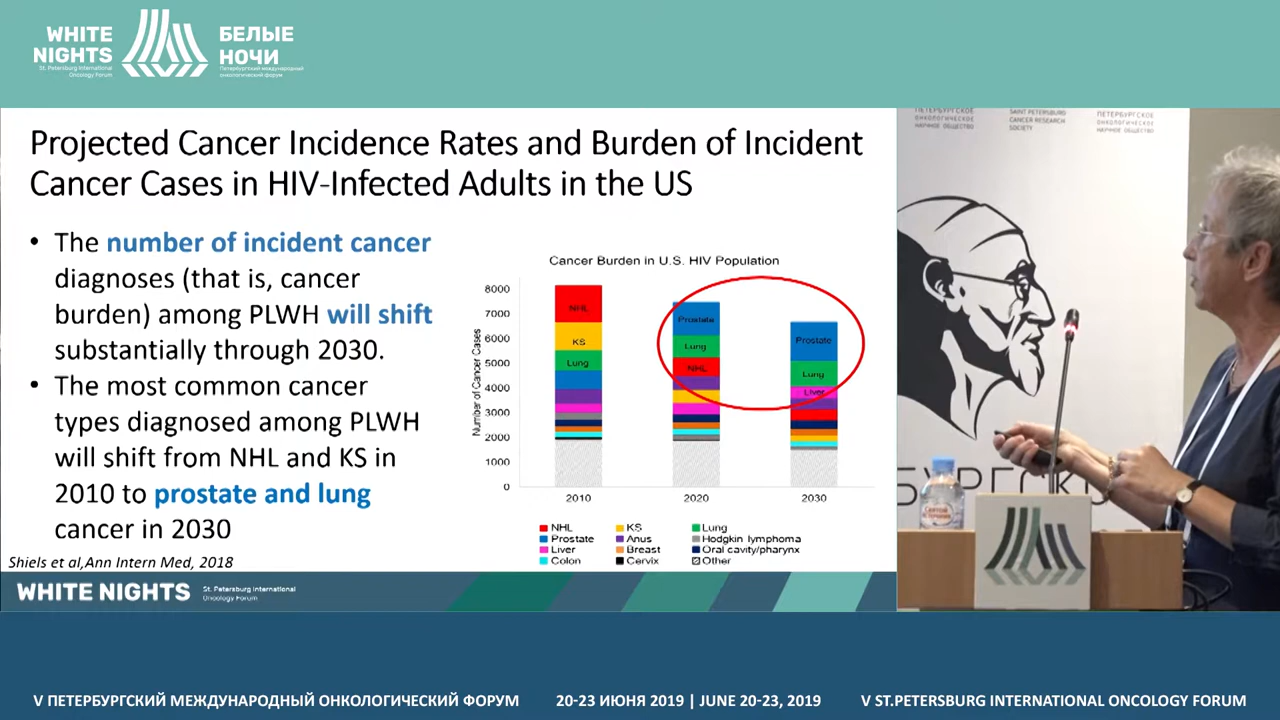 WHITE
NIGHTS
St. Petersburg International
Oncology Forum
БЕЛЫЕ
НОЧИ
Петербургский международный
онкологический форум
ПЕТЕРБУРГСКОЕ
ОНКОЛОГИЧЕСКОЕ
НАУЧНОЕ ОБЩЕСТВО
SAINT PETERSBURG
CANCER RESEARCH
SOCIETY
ПЕТЕРБУРГСКОЕ
ОНКОЛОГИЧЕСКОЕ
НАУЧНОЕ ОБЩЕСТВО
Projected Cancer Incidence Rates and Burden of Incident
Cancer Cases in HIV-Infected Adults in the US
• The number of incident cancer
diagnoses (that is, cancer
burden) among PLWH will shift
substantially through 2030.
• The most common cancer
types diagnosed among PLWH
will shift from NHL and KS in
2010 to prostate and lung
cancer in 2030
Shiels et al,Ann Intern Med, 2018
Cancer Burden in U.S. HIV Population
Number of Cancer Cases
8000
7000
6000
5000
4000
3000
2000
1000
0
NHL
KS
Lung
Prostate
Lung
NHL
Prostate
Lung
Liver
2010 2020 2030
NHL KS Lung
Prostate Anus Hodgkin lymphoma
Liver Breast Oral cavity/pharynx
Colon Cervix Other
WHITE NIGHTS
St. Petersburg International
Oncology Forum
БУРГСКО
V ПЕТЕРБУРГСКИЙ МЕЖДУНАРОДНЫЙ ОНКОЛОГИЧЕСКИЙ ФОРУМ 20-23 ИЮНЯ 2019 | JUNE 20-23, 2019 V ST.PETERSBURG INTERNATIONAL ONCOLOGY FORUM